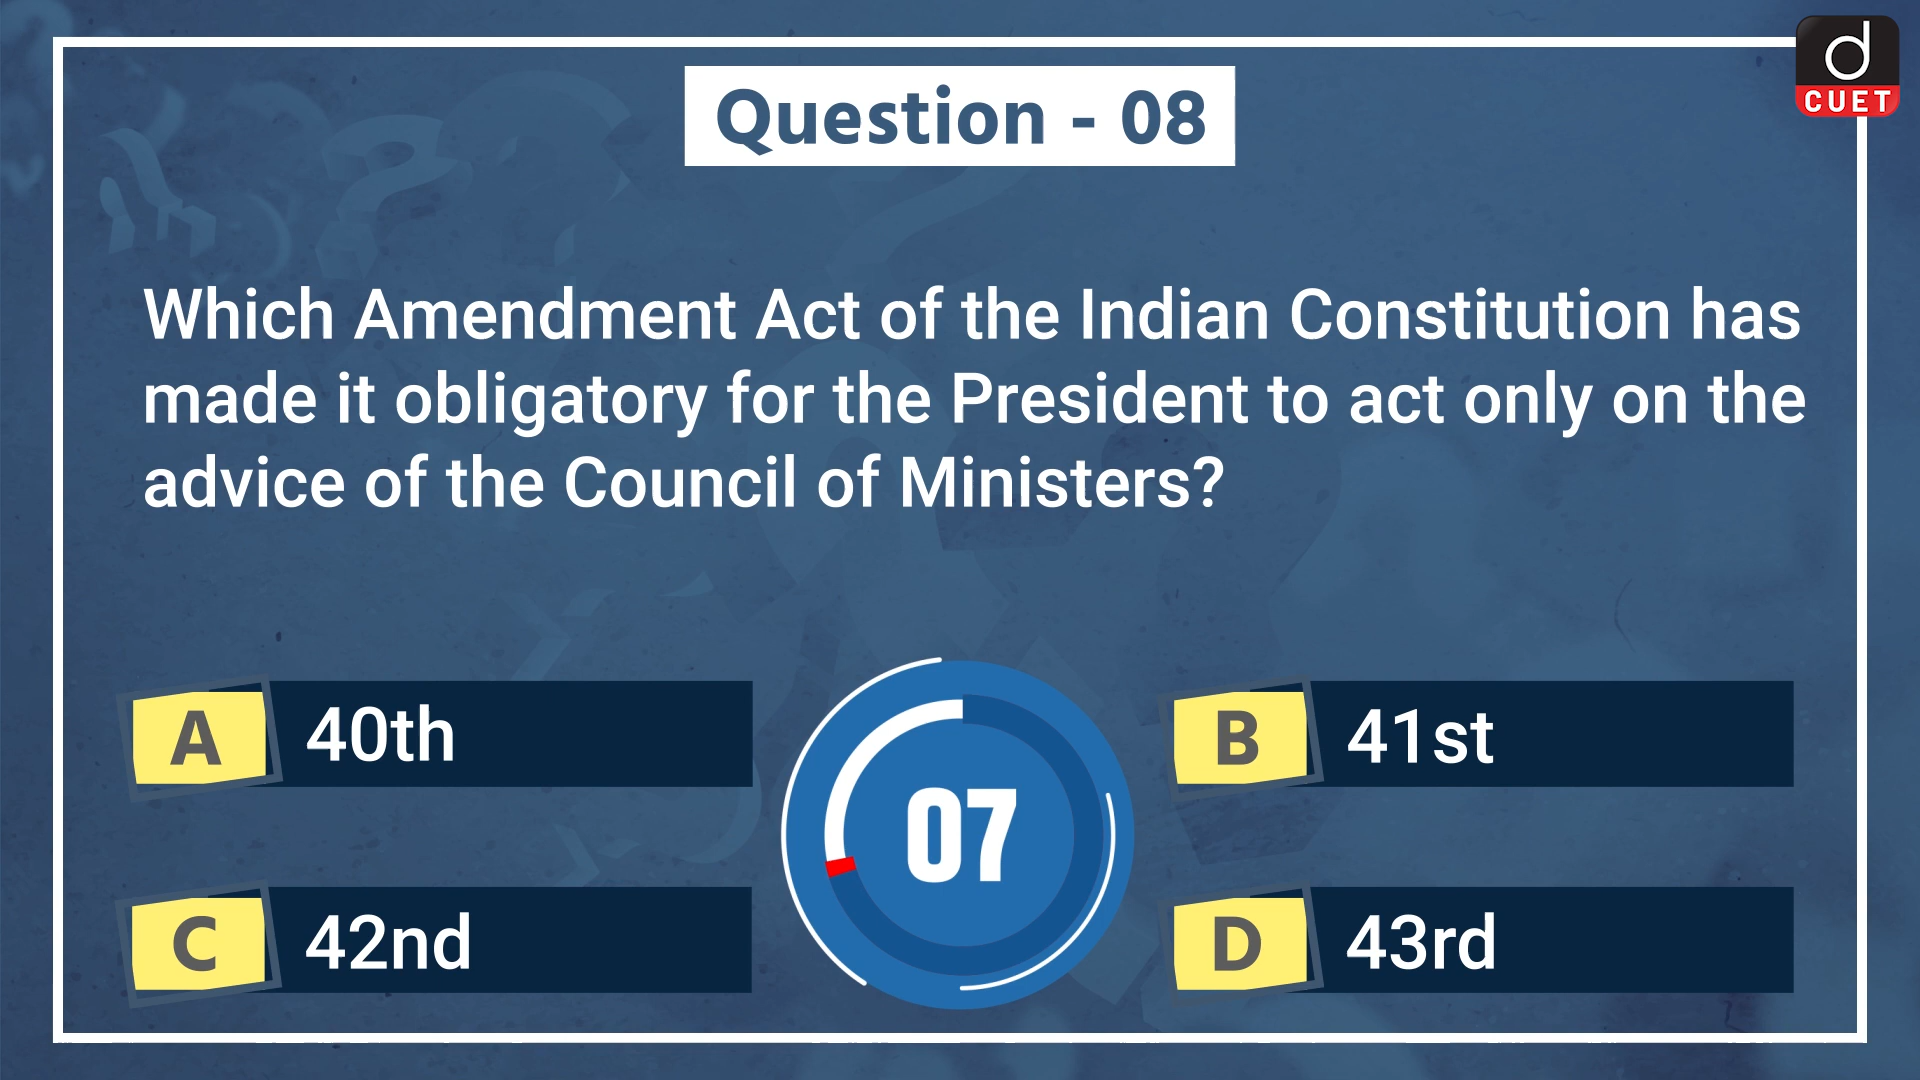 d
CUET
Question - 08
Which Amendment Act of the Indian Constitution has
made it obligatory for the President to act only on the
advice of the Council of Ministers?
A 40th
B 41st
07
C 42nd
D 43rd